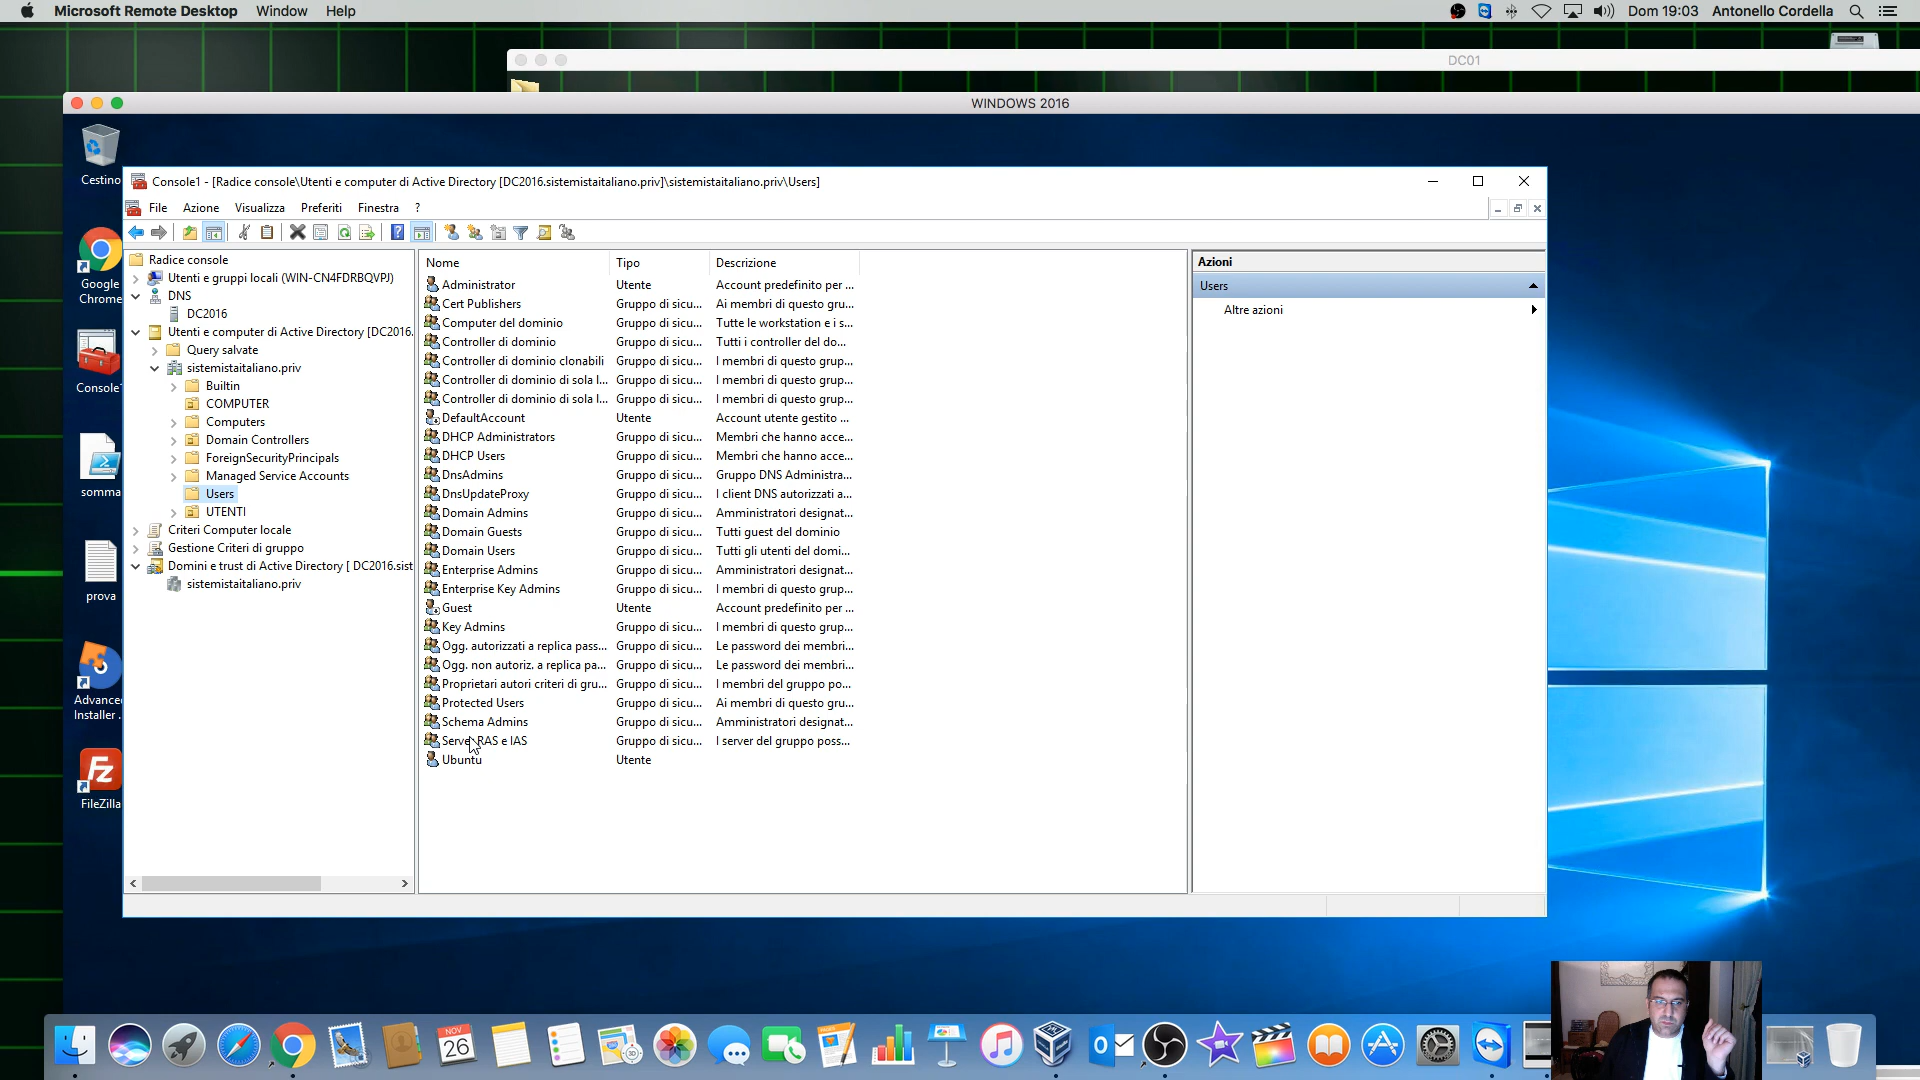 Microsoft Remote Desktop Window Help
Dom 19:03 Antonello Cordella
DC01
WINDOWS 2016
Cestino
Google Chrome
Console1
somma
prova
Advanced
Installer ...
FileZilla
Console1 - [Radice console\Utenti e computer di Active Directory [DC2016.sistemistaitaliano.priv]\sistemistaitaliano.priv\Users]
File Azione Visualizza Preferiti Finestra ?
Radice console
Utenti e gruppi locali (WIN-CN4FDRBQVPJ)
DNS
DC2016
Utenti e computer di Active Directory [DC2016.
Query salvate
sistemistaitaliano.priv
Builtin
COMPUTER
Computers
Domain Controllers
ForeignSecurityPrincipals
Managed Service Accounts
Users
UTENTI
Criteri Computer locale
Gestione Criteri di gruppo
Domini e trust di Active Directory [ DC2016.sist
sistemistaitaliano.priv
Nome Tipo Descrizione
Administrator Utente Account predefinito per ...
Cert Publishers Gruppo di sicu... Ai membri di questo gru...
Computer del dominio Gruppo di sicu... Tutte le workstation e i s...
Controller di dominio Gruppo di sicu... Tutti i controller del do...
Controller di dominio clonabili Gruppo di sicu... I membri di questo grup...
Controller di dominio di sola l... Gruppo di sicu... I membri di questo grup...
Controller di dominio di sola l... Gruppo di sicu... I membri di questo grup...
DefaultAccount Utente Account utente gestito ...
DHCP Administrators Gruppo di sicu... Membri che hanno acce...
DHCP Users Gruppo di sicu... Membri che hanno acce...
DnsAdmins Gruppo di sicu... Gruppo DNS Administra...
DnsUpdateProxy Gruppo di sicu... I client DNS autorizzati a...
Domain Admins Gruppo di sicu... Amministratori designat...
Domain Guests Gruppo di sicu... Tutti guest del dominio
Domain Users Gruppo di sicu... Tutti gli utenti del domi...
Enterprise Admins Gruppo di sicu... Amministratori designat...
Enterprise Key Admins Gruppo di sicu... I membri di questo grup...
Guest Utente Account predefinito per ...
Key Admins Gruppo di sicu... I membri di questo grup...
Ogg. autorizzati a replica pass... Gruppo di sicu... Le password dei membri...
Ogg. non autoriz. a replica pa... Gruppo di sicu... Le password dei membri...
Proprietari autori criteri di gru... Gruppo di sicu... I membri del gruppo po...
Protected Users Gruppo di sicu... Ai membri di questo gru...
Schema Admins Gruppo di sicu... Amministratori designat...
Server RAS e IAS Gruppo di sicu... I server del gruppo poss...
Ubuntu Utente
Azioni
Users
Altre azioni
NOV
26